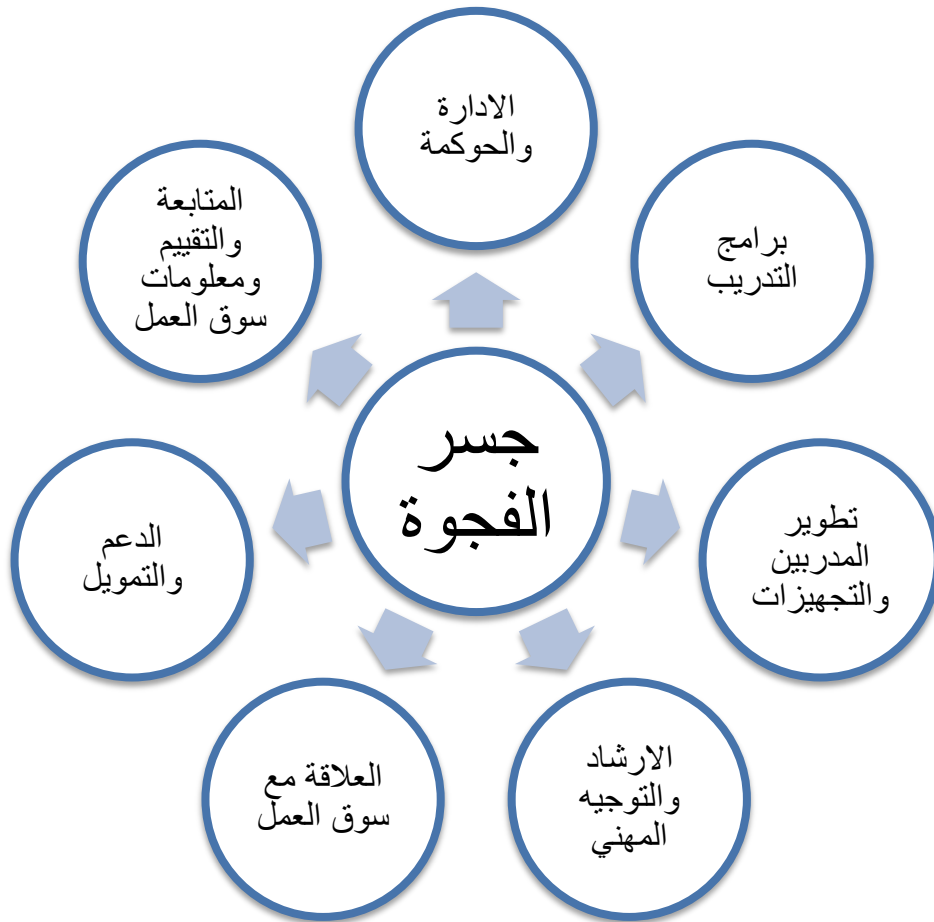 جسر
الفجوة
الادارة
والحوكمة
برامج
التدريب
تطوير
المدربين
والتجهيزات
الارشاد
والتوجيه
المهني
العلاقة مع
سوق العمل
الدعم
والتمويل
المتابعة
والتقييم
ومعلومات
سوق العمل